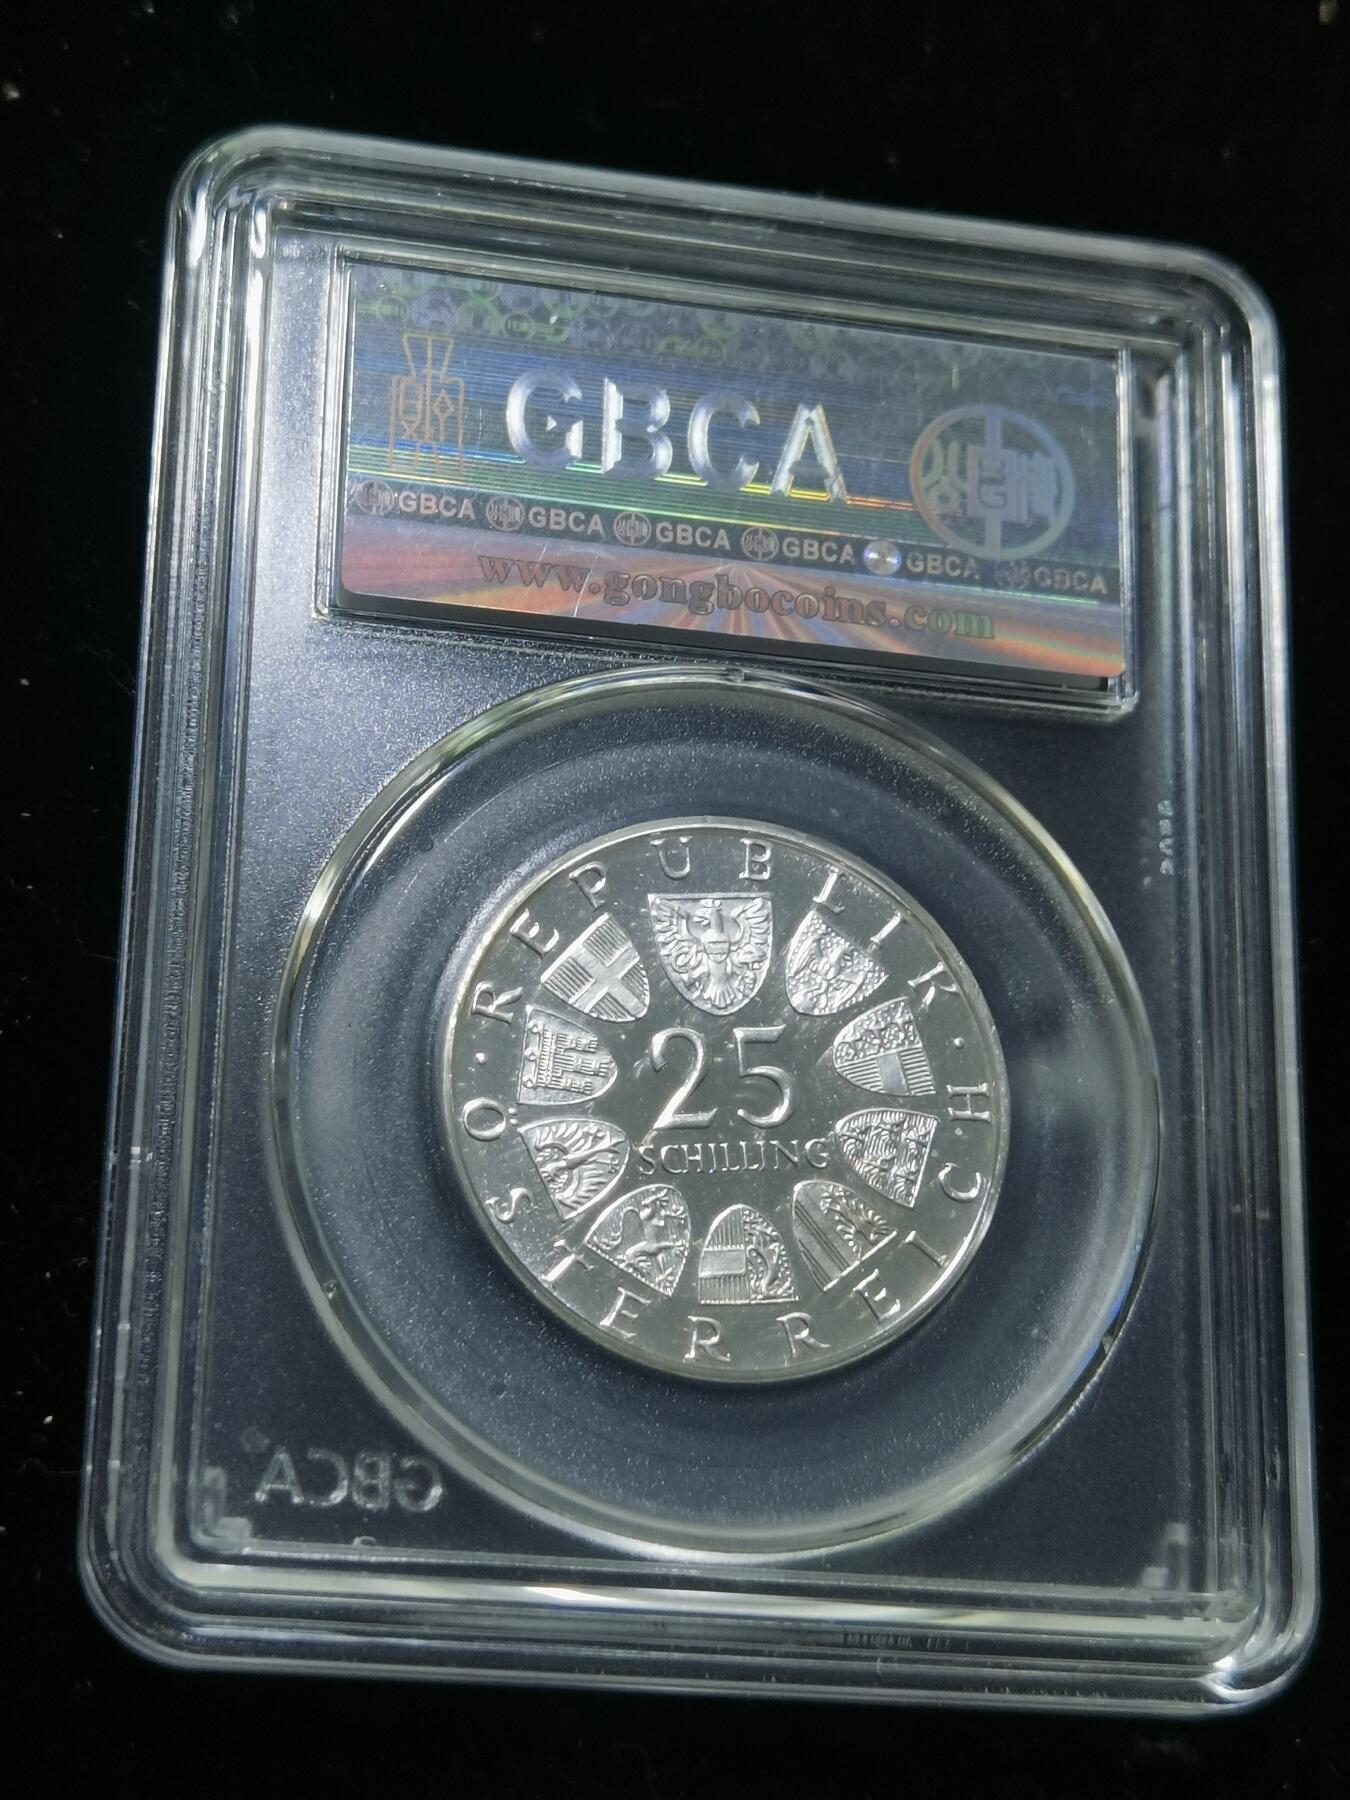 GBCA
GBCA GBCA GBCA GBCA GBCA GBCA
www.gongbocoins.com
REPUBLIK · ÖSTERREICH ·
25
SCHILLING
GBCA